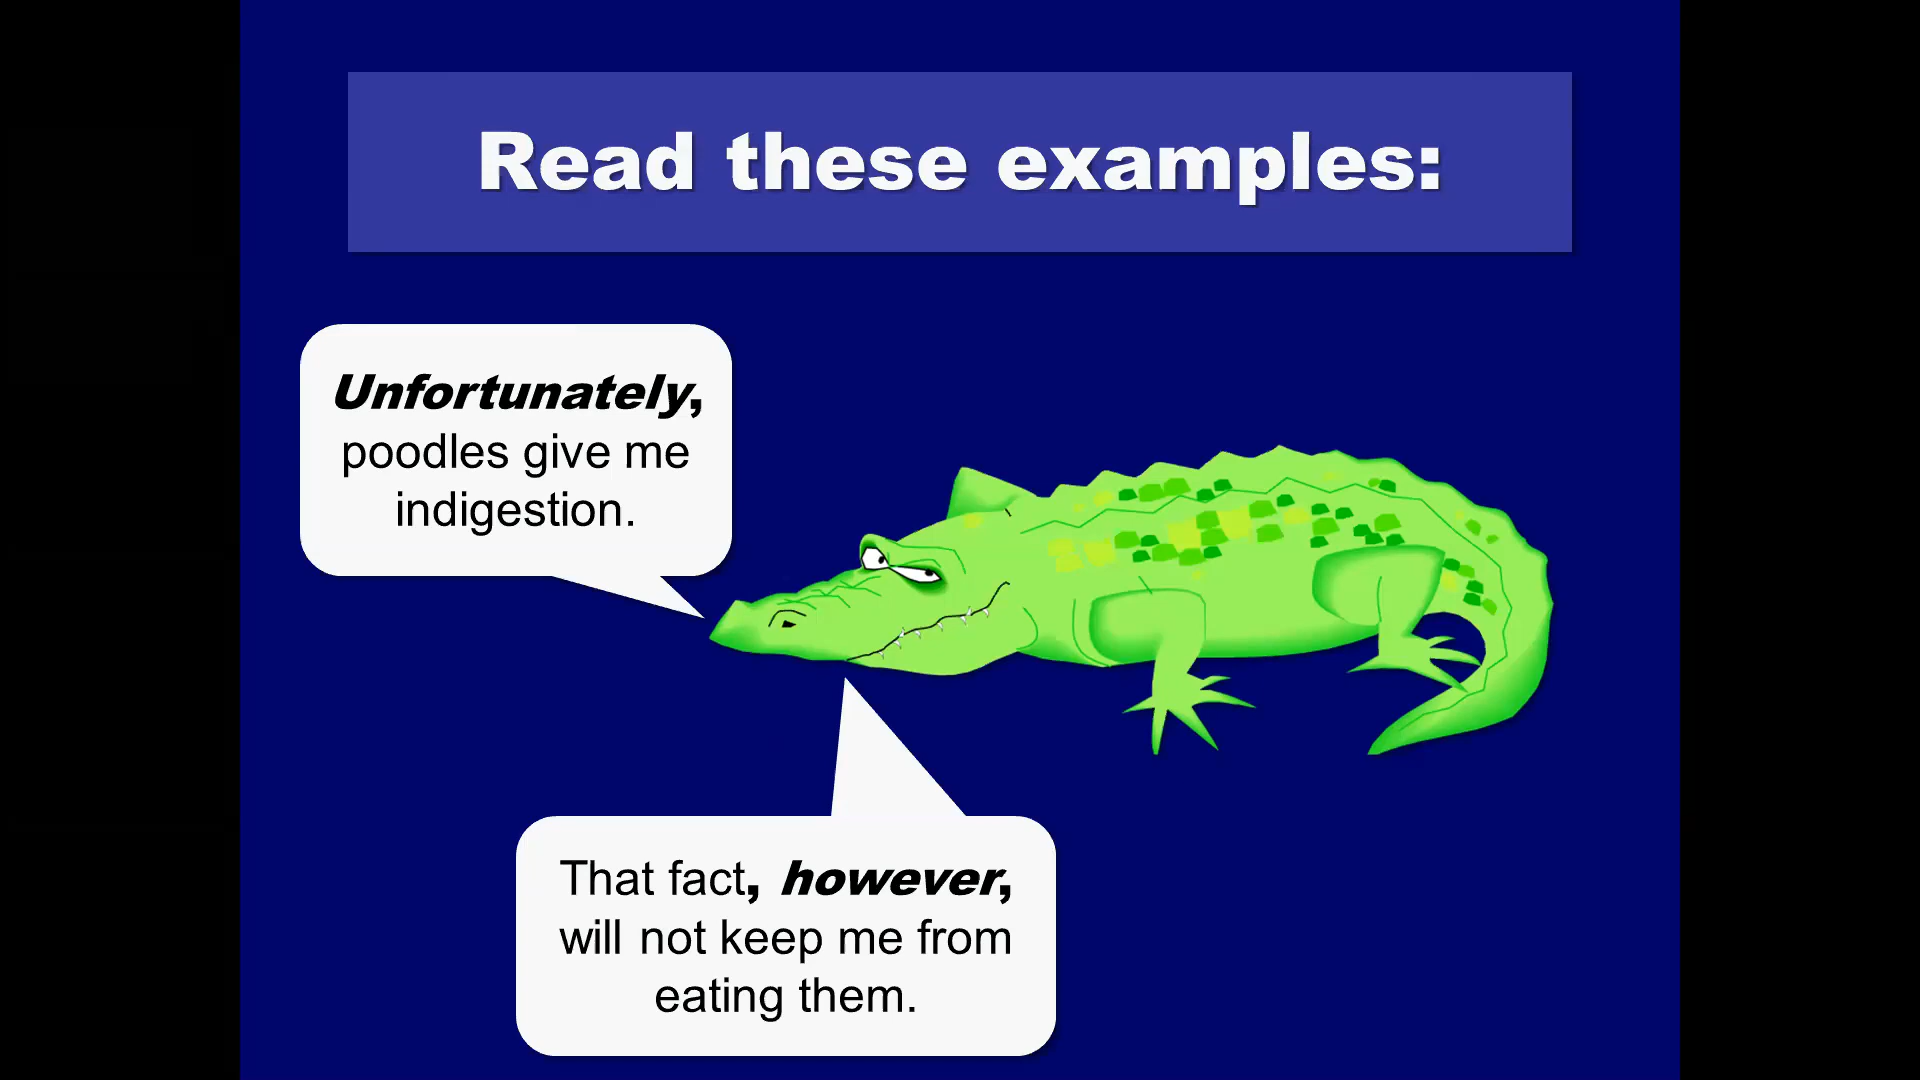 Read these examples:
Unfortunately,
poodles give me
indigestion.
That fact, however,
will not keep me from
eating them.